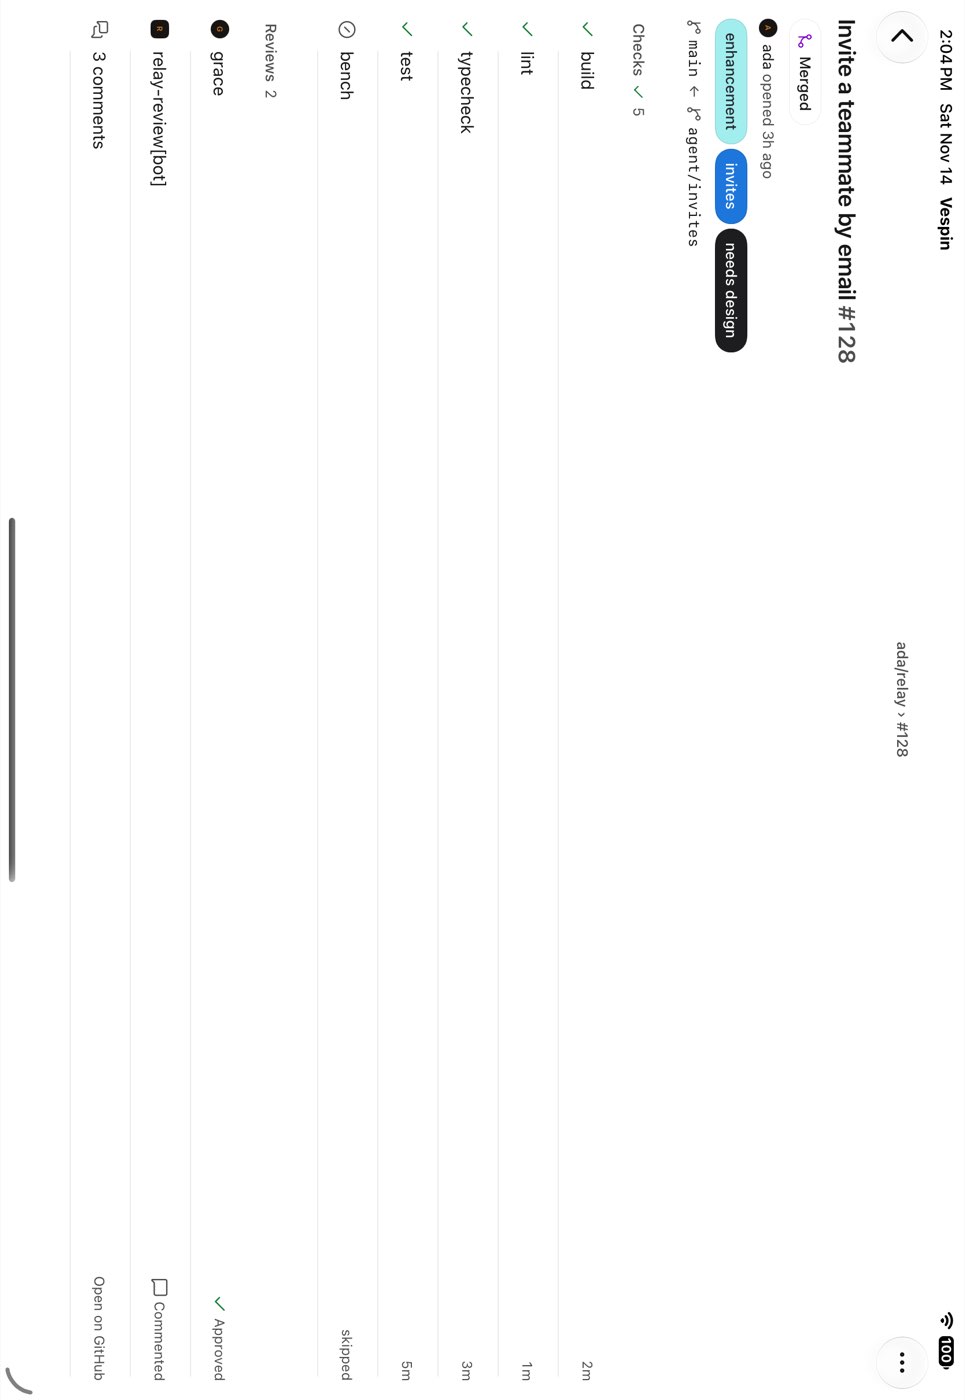 2:04 PM Sat Nov 14 Vespin
100
ada/relay › #128
Invite a teammate by email #128
Merged
A ada opened 3h ago
enhancement invites needs design
main ← agent/invites
Checks 5
build 2m
lint 1m
typecheck 3m
test 5m
bench skipped
Reviews 2
G grace Approved
R relay-review[bot] Commented
3 comments Open on GitHub